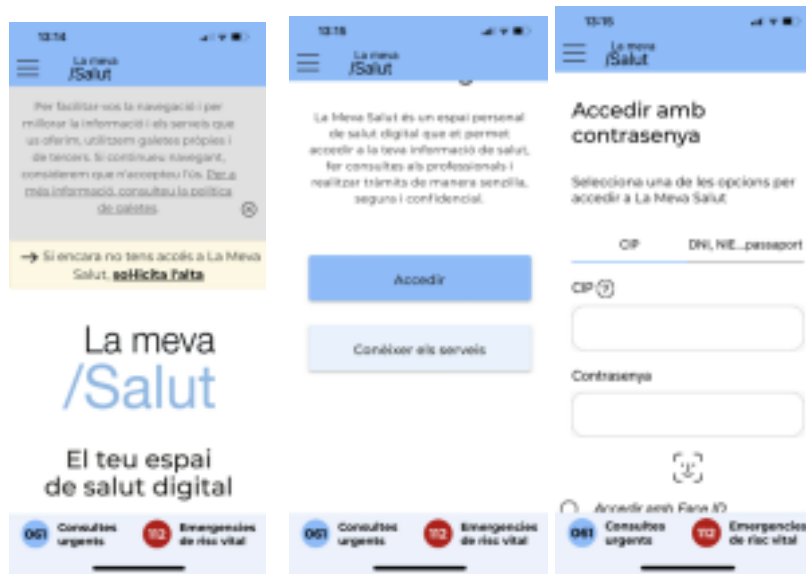 13:14
La meva
/Salut
Per facilitar-vos la navegació i per
millorar la informació i els serveis que
us oferim, utilitzem galetes pròpies i
de tercers. Si continueu navegant,
considerem que n'accepteu l'ús. Per a
més informació, consulteu la política
de galetes.
→ Si encara no tens accés a La Meva
Salut, sol·licita l'alta
La meva
/Salut
El teu espai
de salut digital
061 Consultes
urgents
112 Emergencies
de risc vital
13:15
La meva
/Salut
La Meva Salut és un espai personal
de salut digital que et permet
accedir a la teva informació de salut,
fer consultes als professionals i
realitzar tràmits de manera senzilla,
segura i confidencial.
Accedir
Conèixer els serveis
061 Consultes
urgents
112 Emergencies
de risc vital
13:15
La meva
/Salut
Accedir amb
contrasenya
Selecciona una de les opcions per
accedir a La Meva Salut
CIP DNI, NIE...passaport
CIP ?
Contrasenya
Accedir amb Face ID
061 Consultes
urgents
112 Emergencies
de risc vital